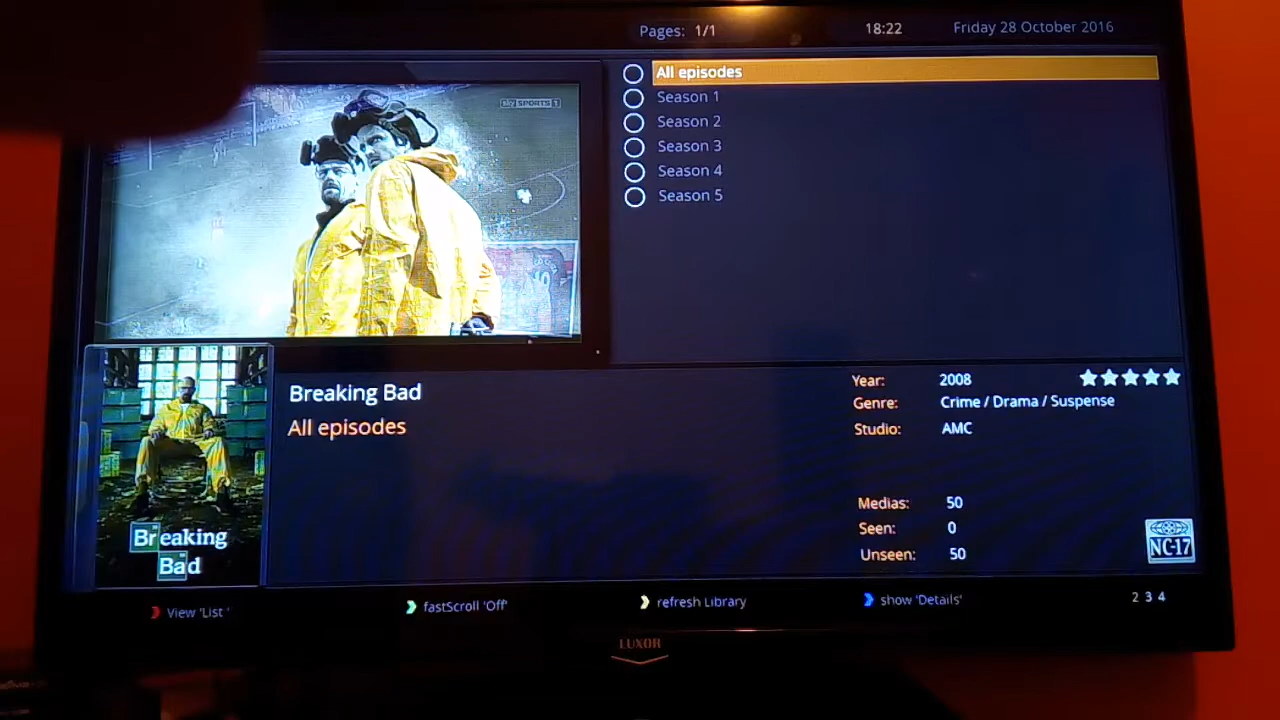 Pages: 1/1
18:22
Friday 28 October 2016
sky SPORTS 1
All episodes
Season 1
Season 2
Season 3
Season 4
Season 5
Breaking Bad
All episodes
Year: 2008
Genre: Crime / Drama / Suspense
Studio: AMC
Medias: 50
Seen: 0
Unseen: 50
NC-17
Breaking
Bad
View 'List '
fastScroll 'Off'
refresh Library
show 'Details'
2 3 4
LUXOR